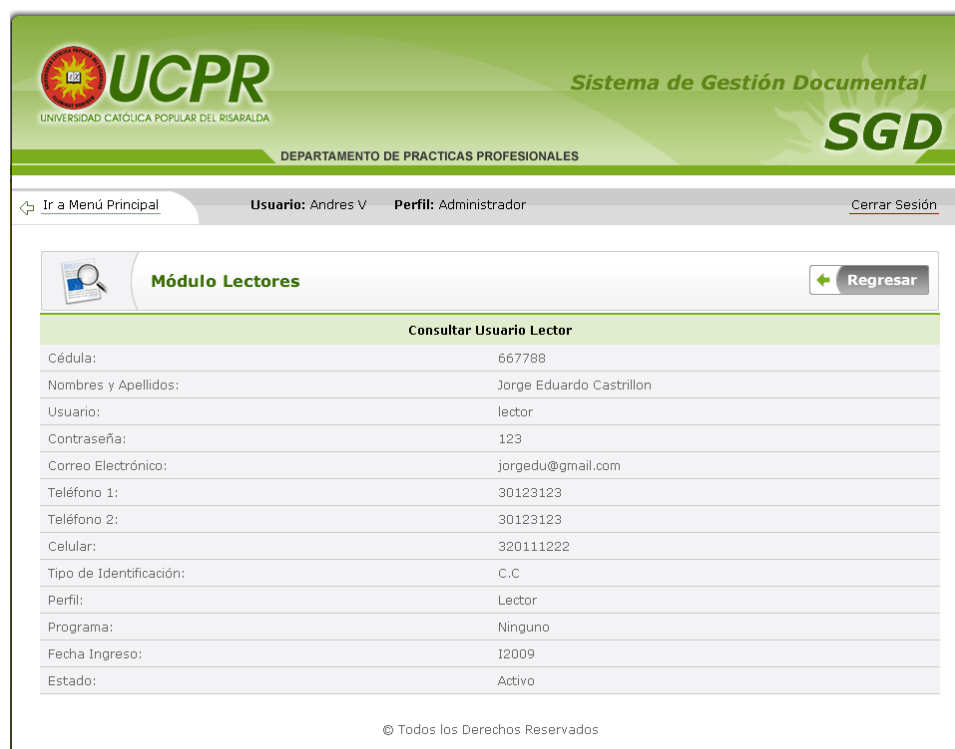 UCPR
UNIVERSIDAD CATÓLICA POPULAR DEL RISARALDA
Sistema de Gestión Documental
SGD
DEPARTAMENTO DE PRACTICAS PROFESIONALES
Ir a Menú Principal Usuario: Andres V Perfil: Administrador Cerrar Sesión
Módulo Lectores Regresar
Consultar Usuario Lector
Cédula: 667788
Nombres y Apellidos: Jorge Eduardo Castrillon
Usuario: lector
Contraseña: 123
Correo Electrónico: jorgedu@gmail.com
Teléfono 1: 30123123
Teléfono 2: 30123123
Celular: 320111222
Tipo de Identificación: C.C
Perfil: Lector
Programa: Ninguno
Fecha Ingreso: I2009
Estado: Activo
© Todos los Derechos Reservados